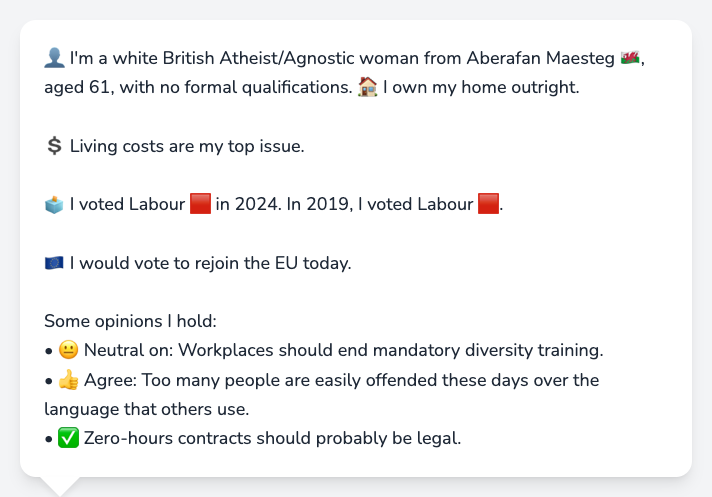 👤 I'm a white British Atheist/Agnostic woman from Aberafan Maesteg 🏴󠁧󠁢󠁷󠁬󠁳󠁿,
aged 61, with no formal qualifications. 🏠 I own my home outright.
💲 Living costs are my top issue.
🗳️ I voted Labour 🟥 in 2024. In 2019, I voted Labour 🟥.
🇪🇺 I would vote to rejoin the EU today.
Some opinions I hold:
• 😐 Neutral on: Workplaces should end mandatory diversity training.
• 👍 Agree: Too many people are easily offended these days over the
language that others use.
• ✅ Zero-hours contracts should probably be legal.